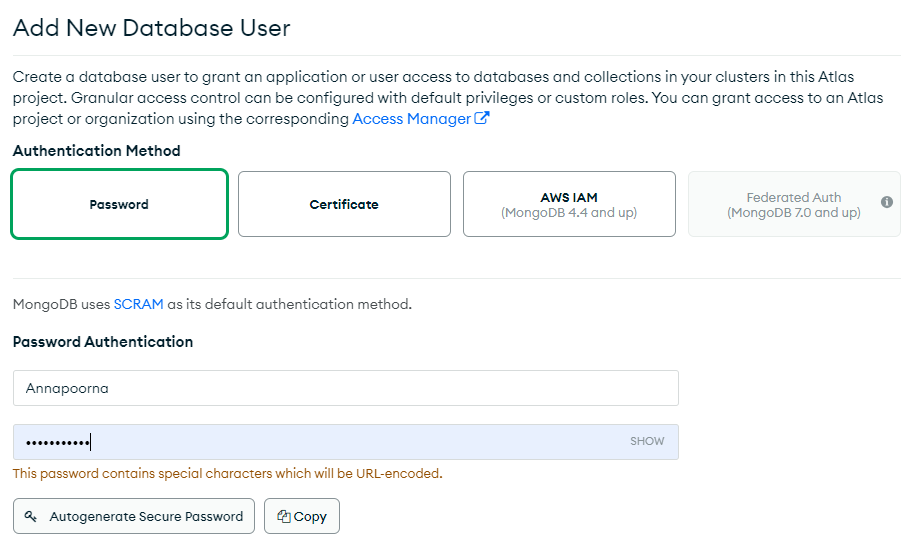 Add New Database User
Create a database user to grant an application or user access to databases and collections in your clusters in this Atlas
project. Granular access control can be configured with default privileges or custom roles. You can grant access to an Atlas
project or organization using the corresponding Access Manager
Authentication Method
Password
Certificate
AWS IAM
(MongoDB 4.4 and up)
Federated Auth
(MongoDB 7.0 and up)
MongoDB uses SCRAM as its default authentication method.
Password Authentication
Annapoorna
••••••••••• SHOW
This password contains special characters which will be URL-encoded.
Autogenerate Secure Password
Copy